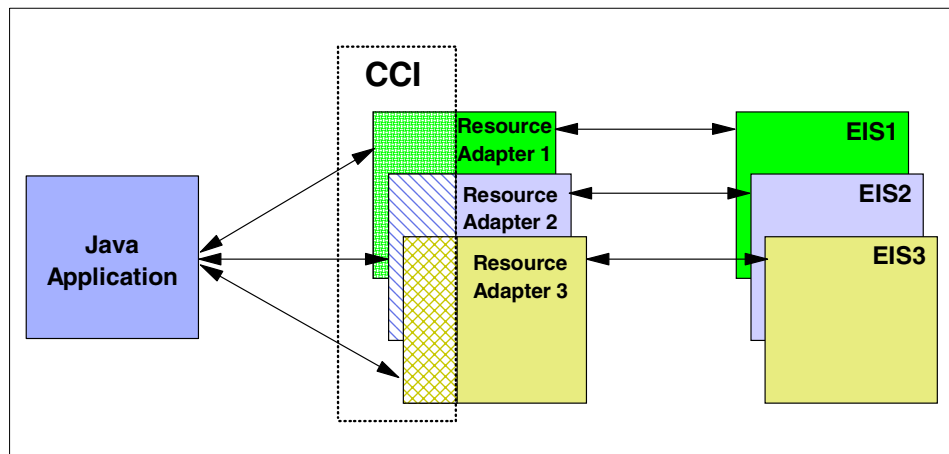 CCI
Resource
Adapter 1
EIS1
Resource
Adapter 2
EIS2
Java
Application
Resource
Adapter 3
EIS3